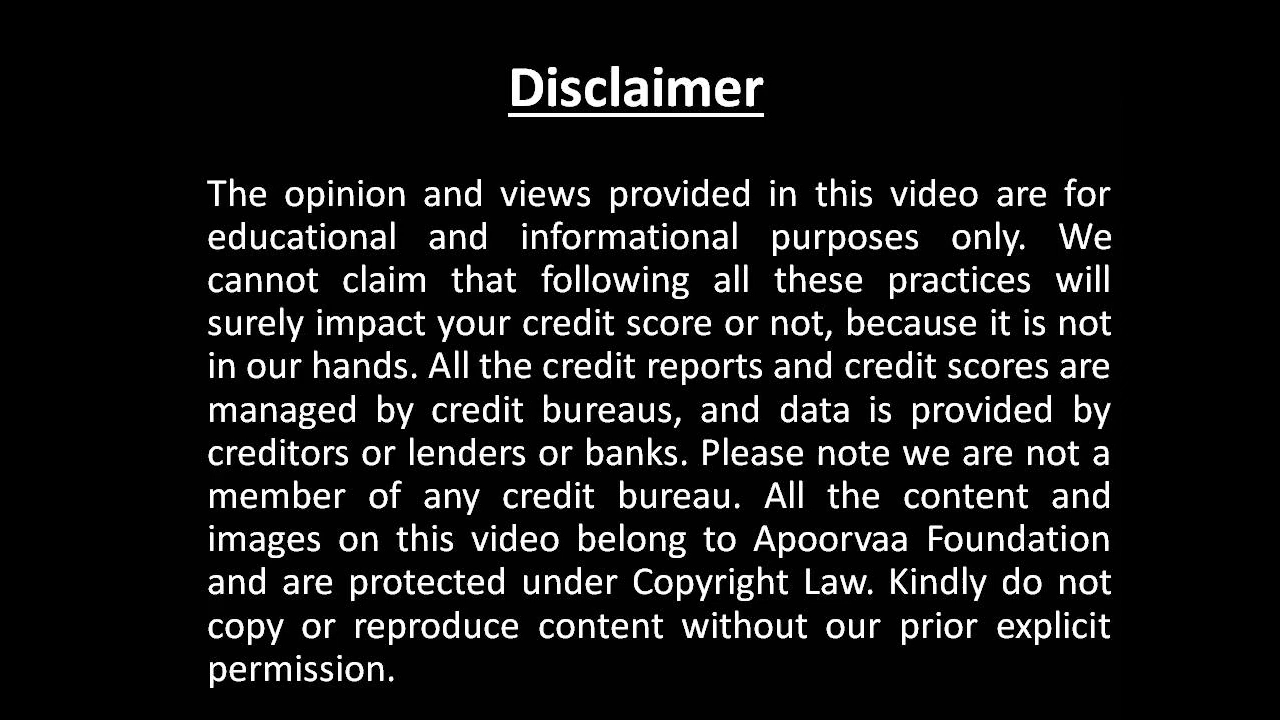 Disclaimer
The opinion and views provided in this video are for
educational and informational purposes only. We
cannot claim that following all these practices will
surely impact your credit score or not, because it is not
in our hands. All the credit reports and credit scores are
managed by credit bureaus, and data is provided by
creditors or lenders or banks. Please note we are not a
member of any credit bureau. All the content and
images on this video belong to Apoorvaa Foundation
and are protected under Copyright Law. Kindly do not
copy or reproduce content without our prior explicit
permission.